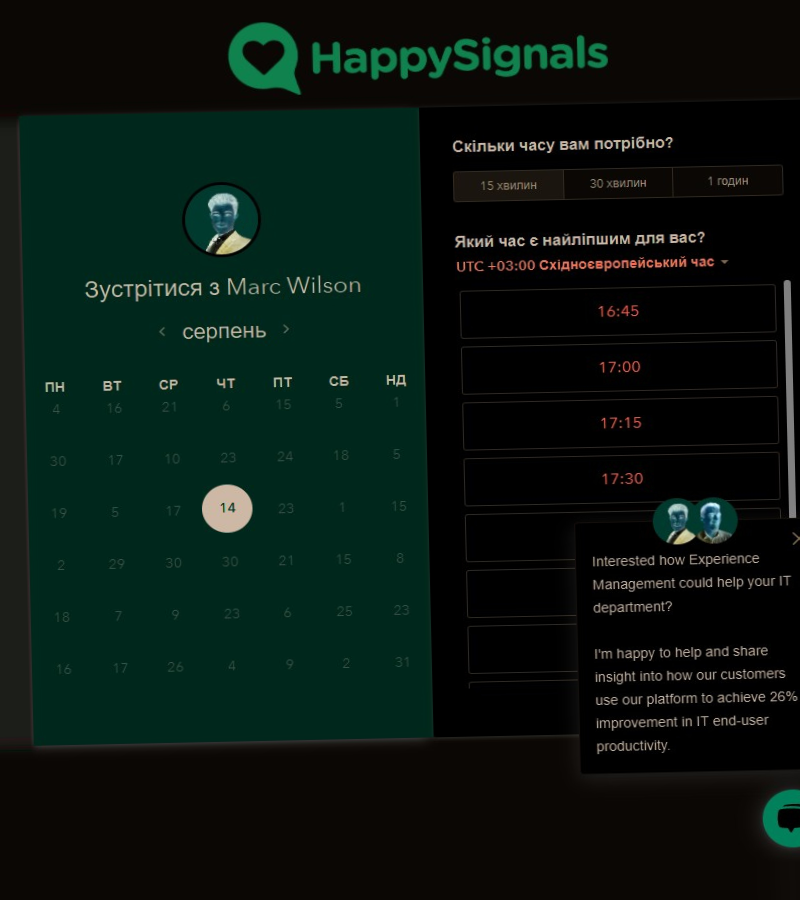 HappySignals
Зустрітися з Marc Wilson
серпень
ПН ВТ СР ЧТ ПТ СБ НД
4 16 21 6 15 5 1
30 17 10 23 24 18 5
19 5 17 14 23 1 15
2 29 30 30 21 15 8
18 7 9 23 6 25 23
16 17 26 4 9 2 31
Скільки часу вам потрібно?
15 хвилин 30 хвилин 1 годин
Який час є найліпшим для вас?
UTC +03:00 Східноєвропейський час
16:45
17:00
17:15
17:30
Interested how Experience
Management could help your IT
department?
I'm happy to help and share
insight into how our customers
use our platform to achieve 26%
improvement in IT end-user
productivity.